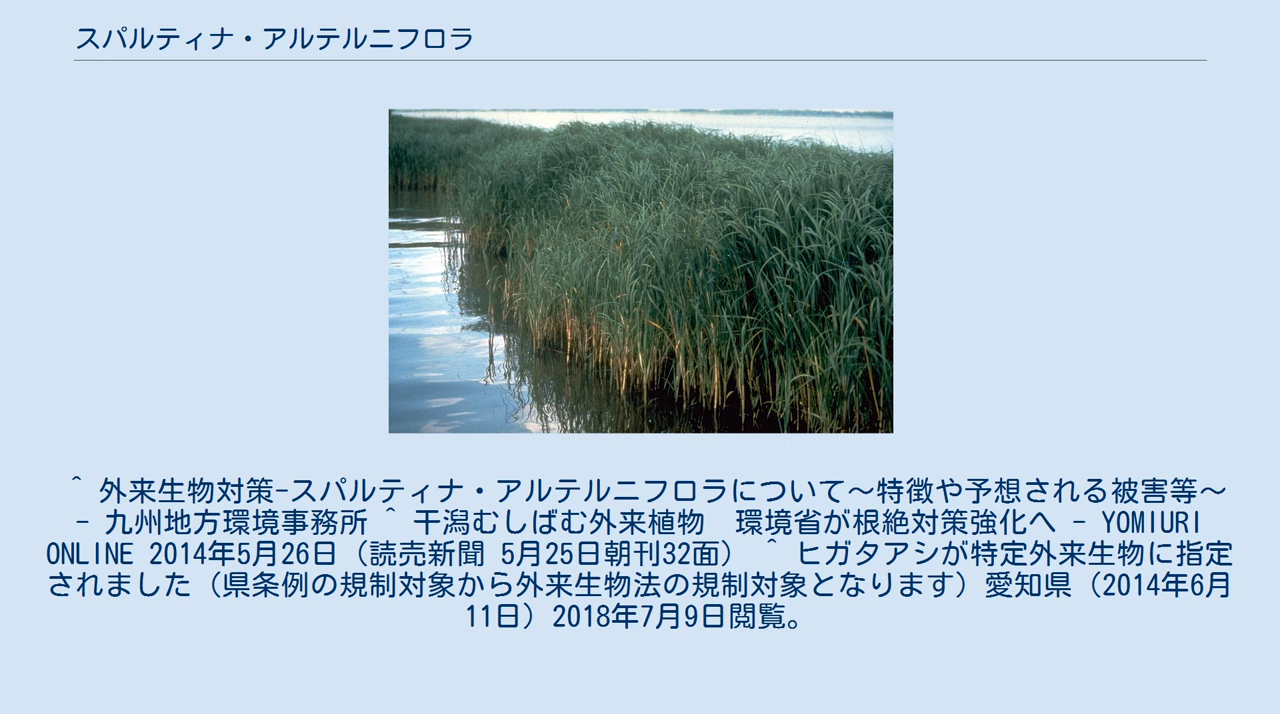 スパルティナ・アルテルニフロラ
^ 外来生物対策-スパルティナ・アルテルニフロラについて～特徴や予想される被害等～
- 九州地方環境事務所 ^ 干潟むしばむ外来植物　環境省が根絶対策強化へ - YOMIURI
ONLINE 2014年5月26日（読売新聞 5月25日朝刊32面） ^ ヒガタアシが特定外来生物に指定
されました（県条例の規制対象から外来生物法の規制対象となります）愛知県（2014年6月
11日）2018年7月9日閲覧。